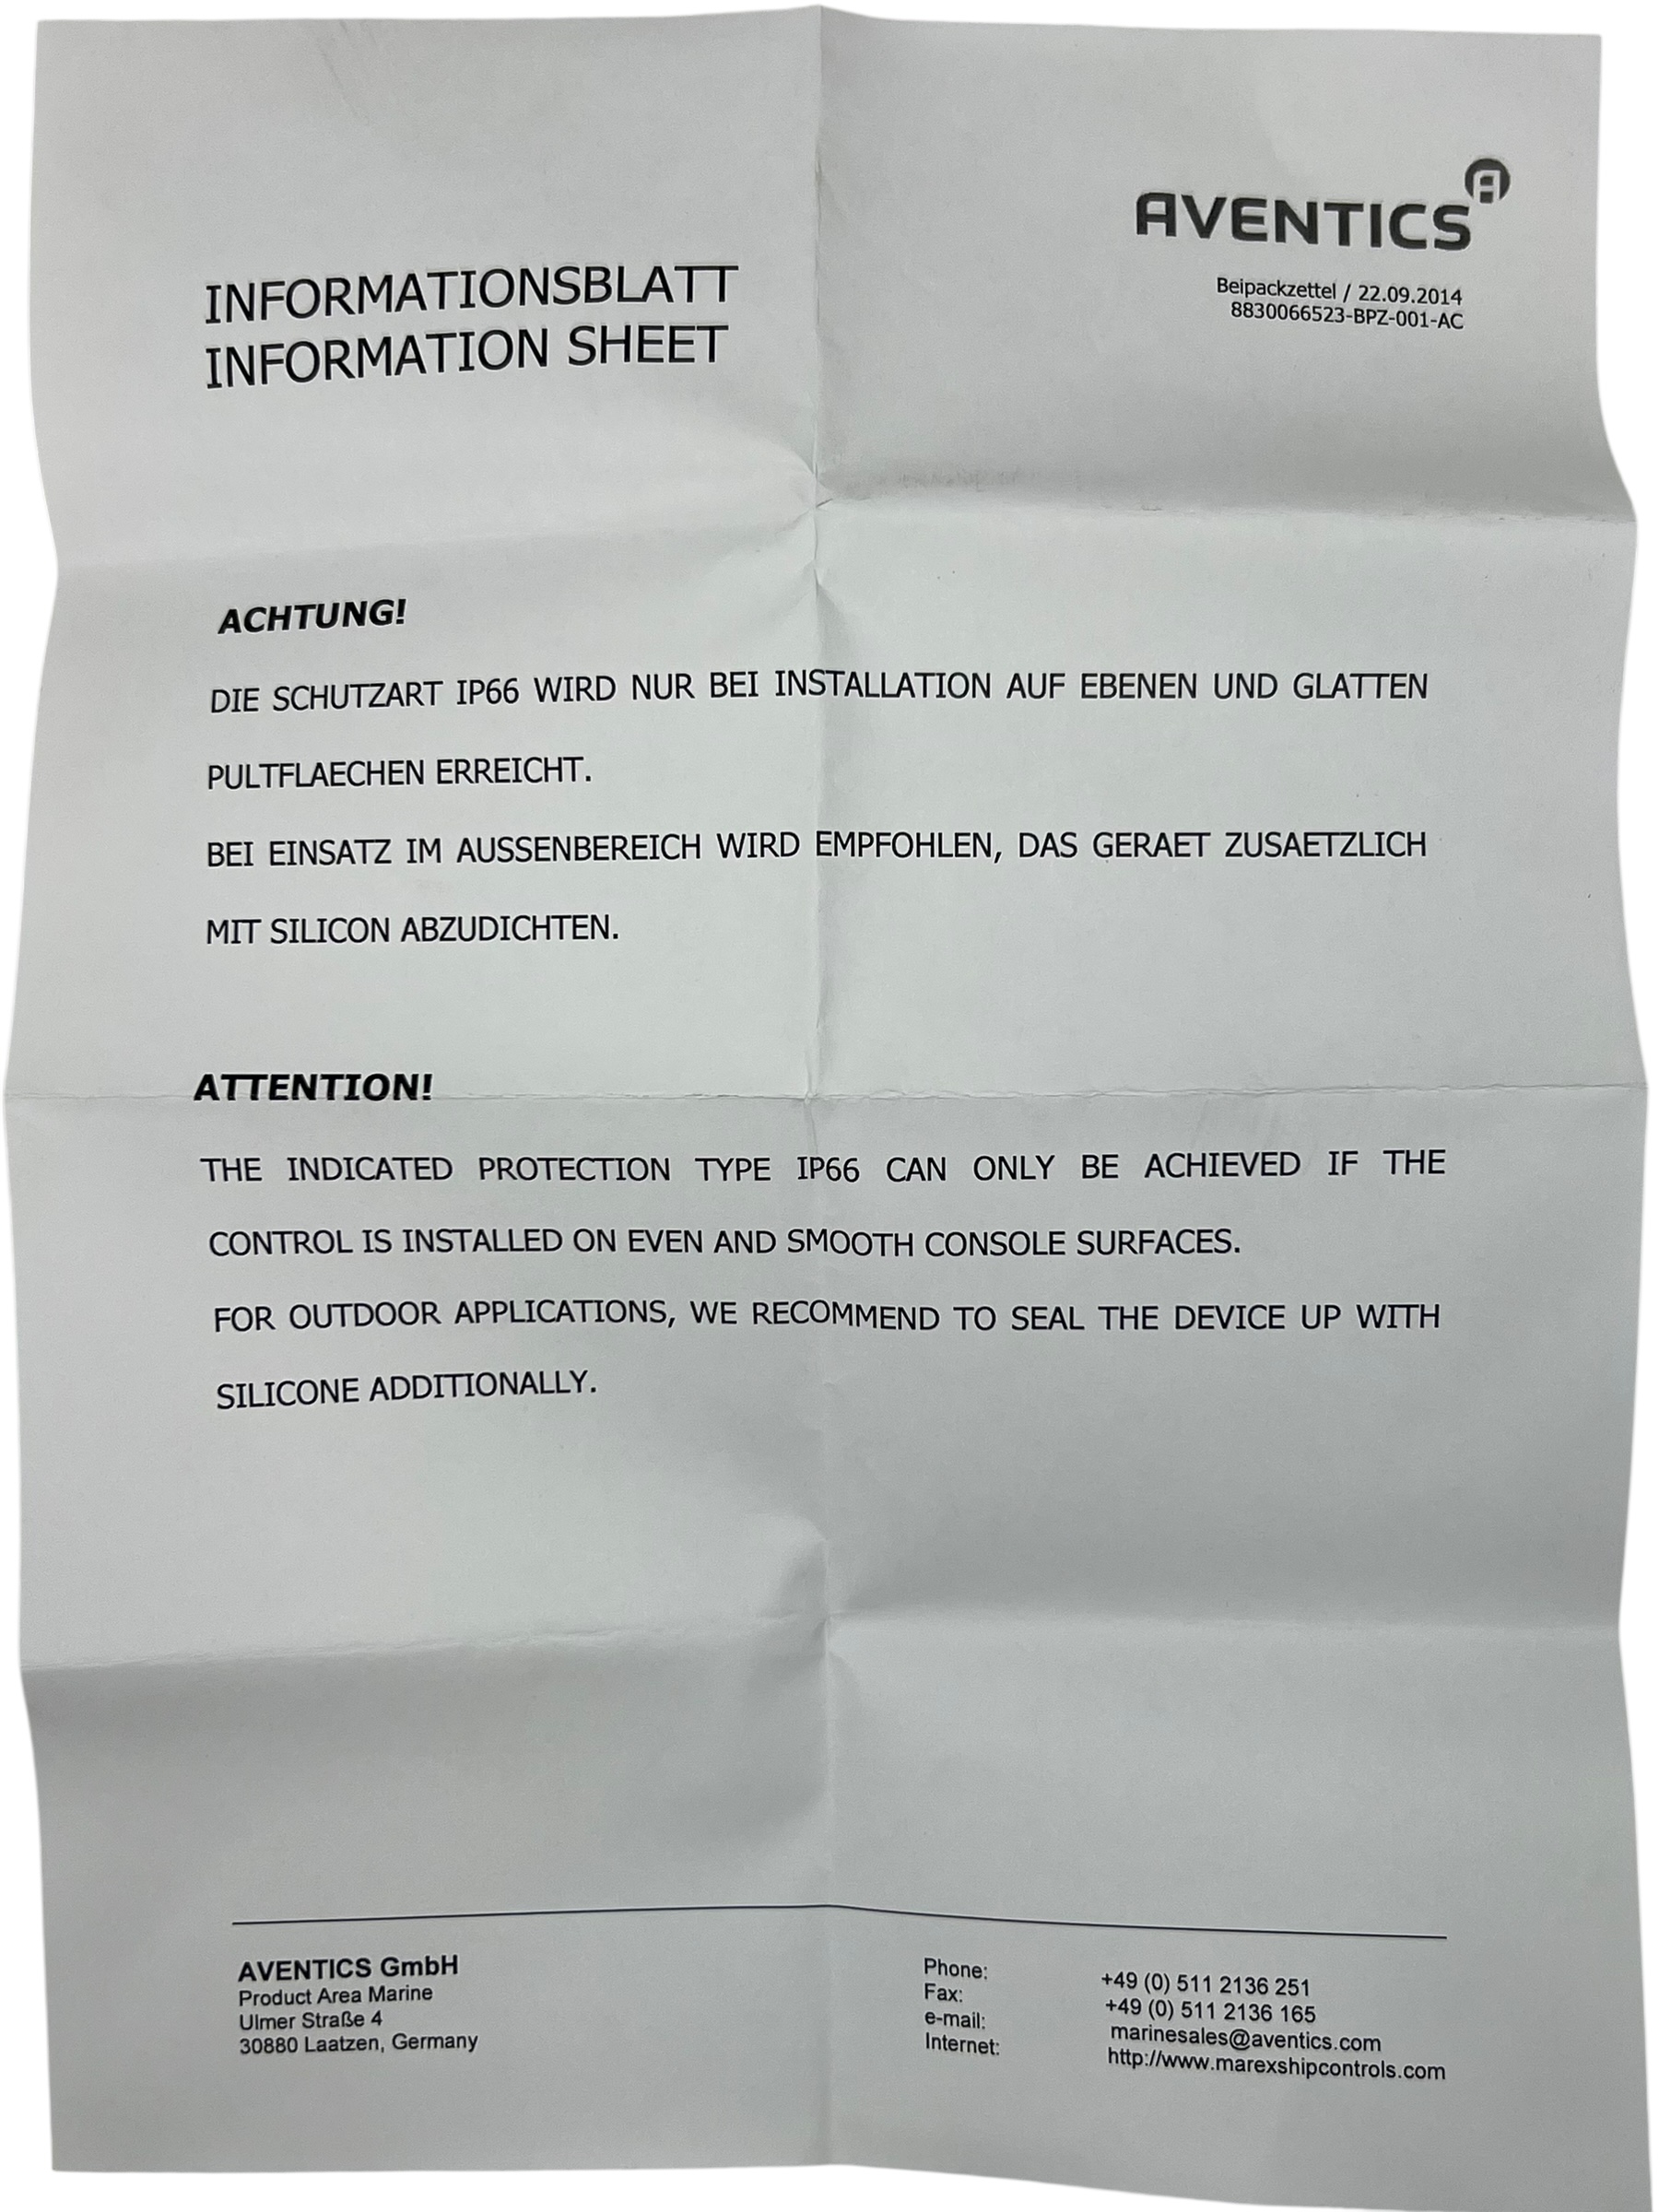 AVENTICS
Beipackzettel / 22.09.2014
8830066523-BPZ-001-AC
INFORMATIONSBLATT
INFORMATION SHEET
ACHTUNG!
DIE SCHUTZART IP66 WIRD NUR BEI INSTALLATION AUF EBENEN UND GLATTEN
PULTFLAECHEN ERREICHT.
BEI EINSATZ IM AUSSENBEREICH WIRD EMPFOHLEN, DAS GERAET ZUSAETZLICH
MIT SILICON ABZUDICHTEN.
ATTENTION!
THE INDICATED PROTECTION TYPE IP66 CAN ONLY BE ACHIEVED IF THE
CONTROL IS INSTALLED ON EVEN AND SMOOTH CONSOLE SURFACES.
FOR OUTDOOR APPLICATIONS, WE RECOMMEND TO SEAL THE DEVICE UP WITH
SILICONE ADDITIONALLY.
AVENTICS GmbH
Product Area Marine
Ulmer Straße 4
30880 Laatzen, Germany
Phone: +49 (0) 511 2136 251
Fax: +49 (0) 511 2136 165
e-mail: marinesales@aventics.com
Internet: http://www.marexshipcontrols.com